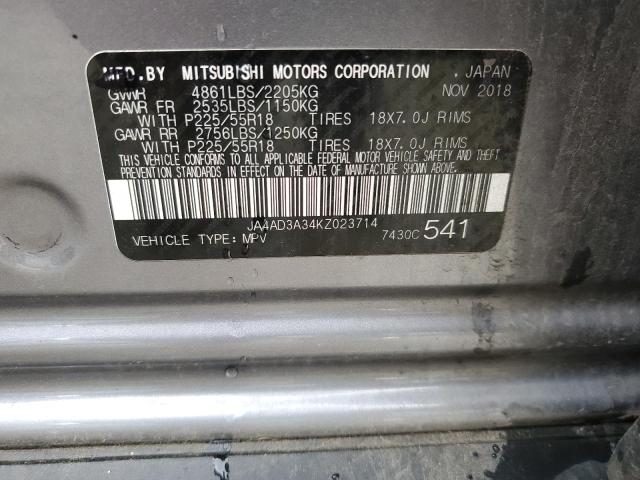 MFD.BY MITSUBISHI MOTORS CORPORATION , JAPAN
GVWR 4861LBS/2205KG NOV 2018
GAWR FR 2535LBS/1150KG
WITH P225/55R18 TIRES 18X7.0J RIMS
GAWR RR 2756LBS/1250KG
WITH P225/55R18 TIRES 18X7.0J RIMS
THIS VEHICLE CONFORMS TO ALL APPLICABLE FEDERAL MOTOR VEHICLE SAFETY AND THEFT
PREVENTION STANDARDS IN EFFECT ON THE DATE OF MANUFACTURE SHOWN ABOVE.
JA4AD3A34KZ023714
VEHICLE TYPE: MPV 7430C 541